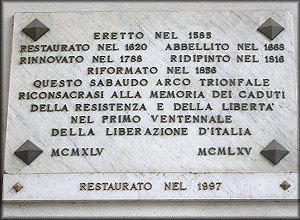 ERETTO NEL 1585
RESTAURATO NEL 1620 ABBELLITO NEL 1668
RINNOVATO NEL 1788 RIDIPINTO NEL 1816
RIFORMATO NEL 1856
QUESTO SABAUDO ARCO TRIONFALE
RICONSACRASI ALLA MEMORIA DEI CADUTI
DELLA RESISTENZA E DELLA LIBERTA'
NEL PRIMO VENTENNALE
DELLA LIBERAZIONE D'ITALIA
MCMXLV MCMLXV
RESTAURATO NEL 1997